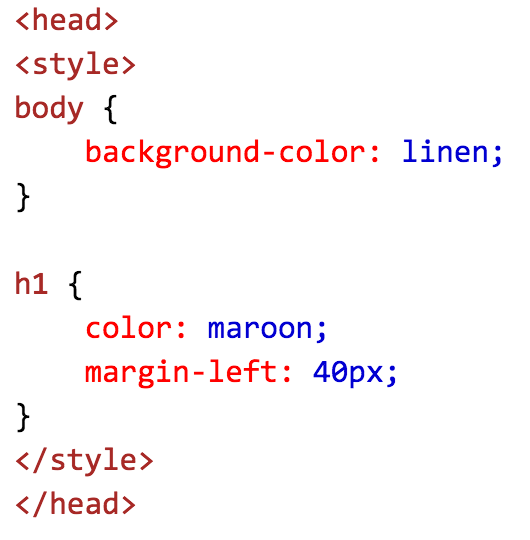 <head>
<style>
body {
    background-color: linen;
}

h1 {
    color: maroon;
    margin-left: 40px;
}
</style>
</head>